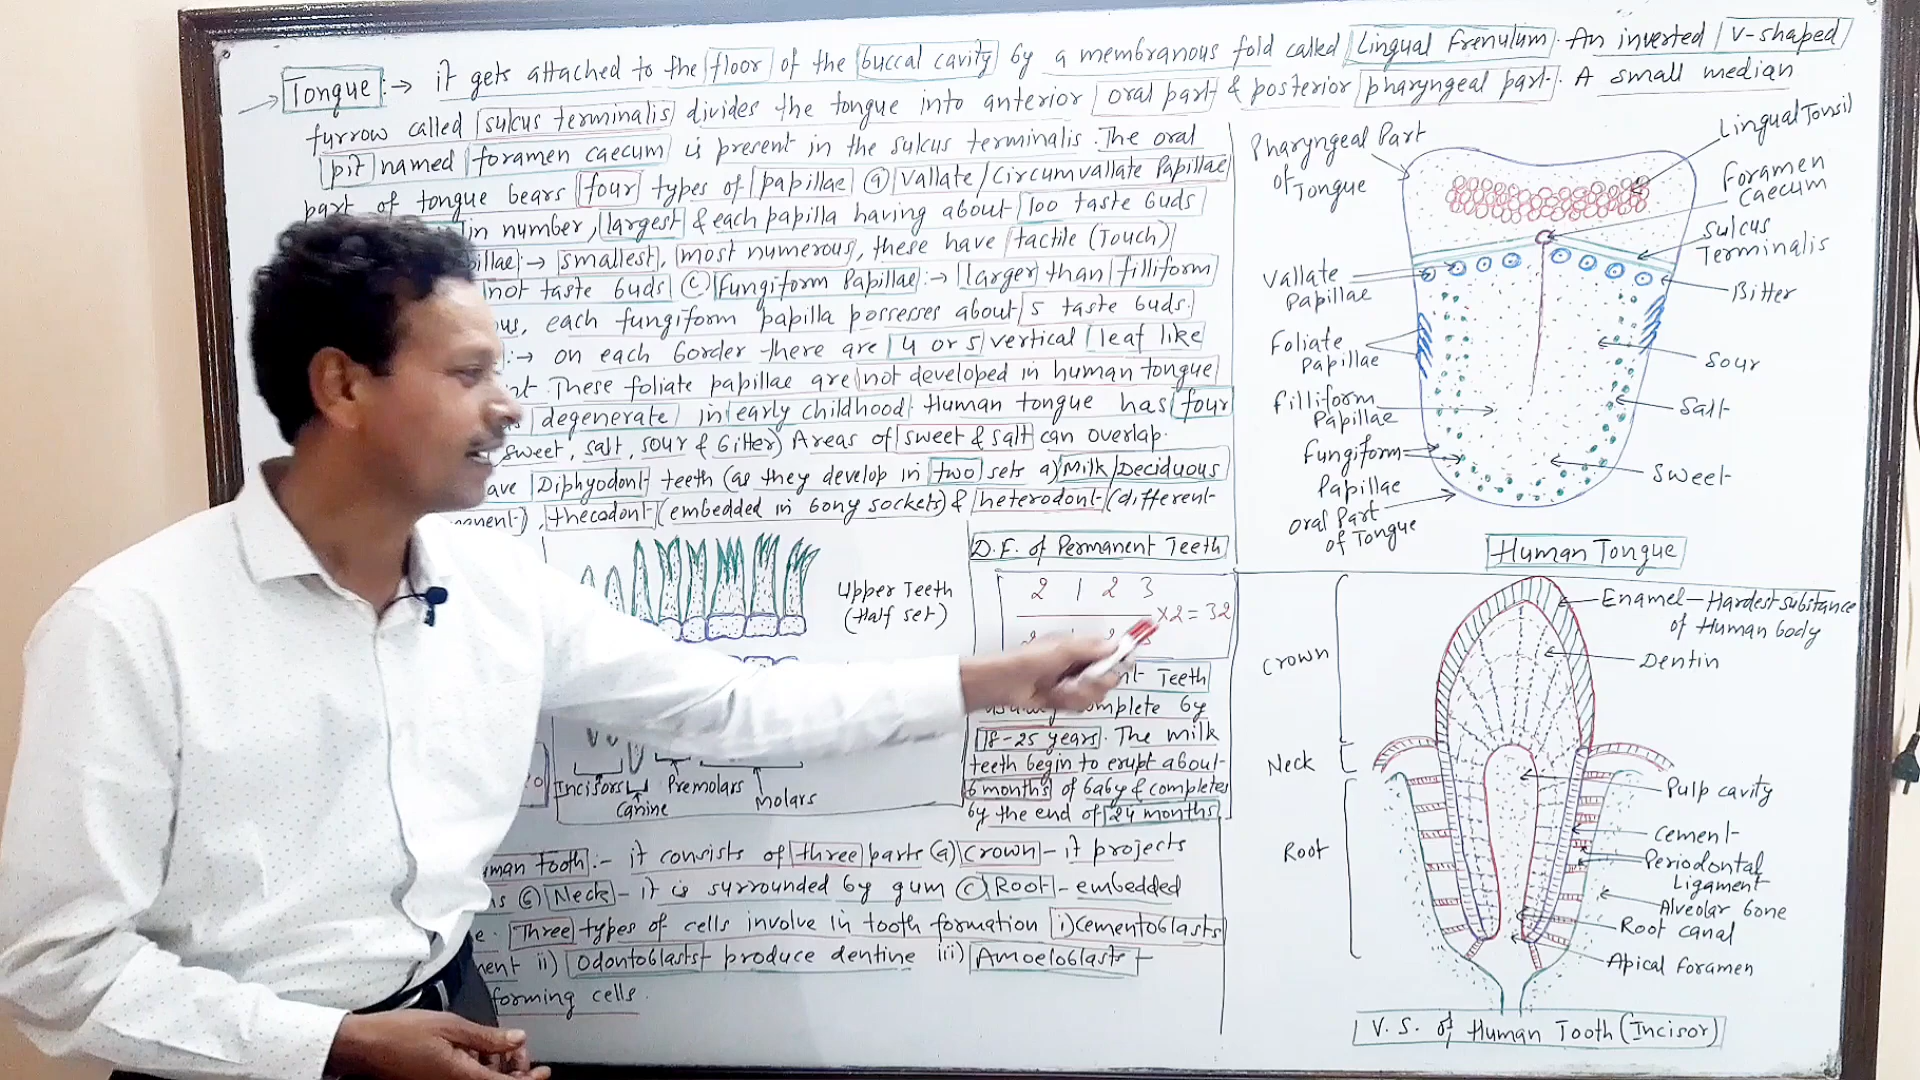 Tongue :→ it gets attached to the floor of the buccal cavity by a membranous fold called Lingual frenulum. An inverted V-shaped
furrow called sulcus terminalis divides the tongue into anterior oral part & posterior pharyngeal part. A small median
pit named foramen caecum is present in the sulcus terminalis. The oral
part of tongue bears four types of papillae @ Vallate/Circumvallate Papillae
in number, largest & each papilla having about 100 taste buds
illae :→ smallest, most numerous, these have tactile (Touch)
not taste buds © fungiform Papillae :→ larger than filliform
ous, each fungiform papilla possesses about 5 taste buds.
:→ on each border there are 4 or 5 vertical leaf like
nt. These foliate papillae are not developed in human tongue
s degenerate in early childhood. Human tongue has four
sweet, salt, sour & bitter) Areas of sweet & salt can overlap.
ave Diphyodont teeth (as they develop in two sets a) Milk/Deciduous
nent), thecodont (embedded in bony sockets) & heterodont (different
Upper Teeth
(Half set)
Incisors
Canine
Premolars
Molars
D.F. of Permanent Teeth
2 1 2 3
×2=32
nt Teeth
complete by
18-25 years. The milk
teeth begin to erupt about
6 months of baby & completes
by the end of 24 months.
uman tooth :- it consists of three parts (a) Crown - it projects
s (b) Neck - it is surrounded by gum © Root - embedded
e. Three types of cells involve in tooth formation i) Cementoblasts
ment ii) Odontoblasts produce dentine iii) Amoeloblasts -
forming cells.
Pharyngeal Part
of Tongue
Lingual Tonsil
Foramen
Caecum
Sulcus
Terminalis
Vallate
Papillae
Bitter
Foliate
Papillae
Sour
filliform
Papillae
Salt
Fungiform
Papillae
Sweet
Oral Part
of Tongue
Human Tongue
Enamel - Hardest substance
of Human body
Dentin
Crown
Neck
Pulp cavity
Cement
Root
Periodontal
Ligament
Alveolar bone
Root canal
Apical foramen
V. S. of Human Tooth (Incisor)